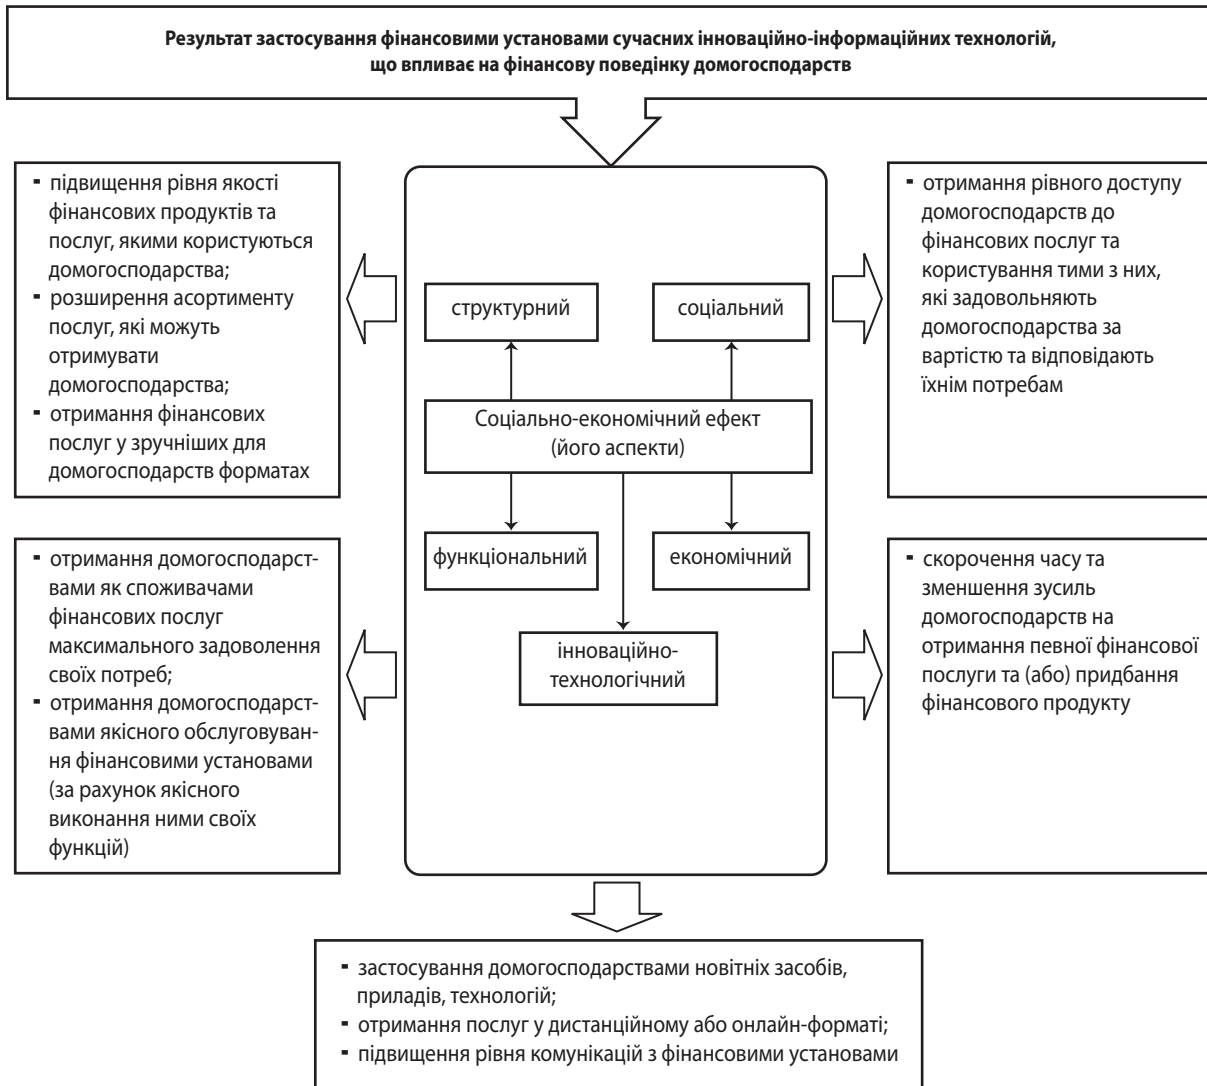 Результат застосування фінансовими установами сучасних інноваційно-інформаційних технологій,
що впливає на фінансову поведінку домогосподарств
▪ підвищення рівня якості
фінансових продуктів та
послуг, якими користуються
домогосподарства;
▪ розширення асортименту
послуг, які можуть
отримувати
домогосподарства;
▪ отримання фінансових
послуг у зручніших для
домогосподарств форматах
структурний
соціальний
Соціально-економічний ефект
(його аспекти)
функціональний
економічний
інноваційно-
технологічний
▪ отримання рівного доступу
домогосподарств до
фінансових послуг та
користування тими з них,
які задовольняють
домогосподарства за
вартістю та відповідають
їхнім потребам
▪ отримання домогосподарст-
вами як споживачами
фінансових послуг
максимального задоволення
своїх потреб;
▪ отримання домогосподарст-
вами якісного обслуговуван-
ня фінансовими установами
(за рахунок якісного
виконання ними своїх
функцій)
▪ скорочення часу та
зменшення зусиль
домогосподарств на
отримання певної фінансової
послуги та (або) придбання
фінансового продукту
▪ застосування домогосподарствами новітніх засобів,
приладів, технологій;
▪ отримання послуг у дистанційному або онлайн-форматі;
▪ підвищення рівня комунікацій з фінансовими установами